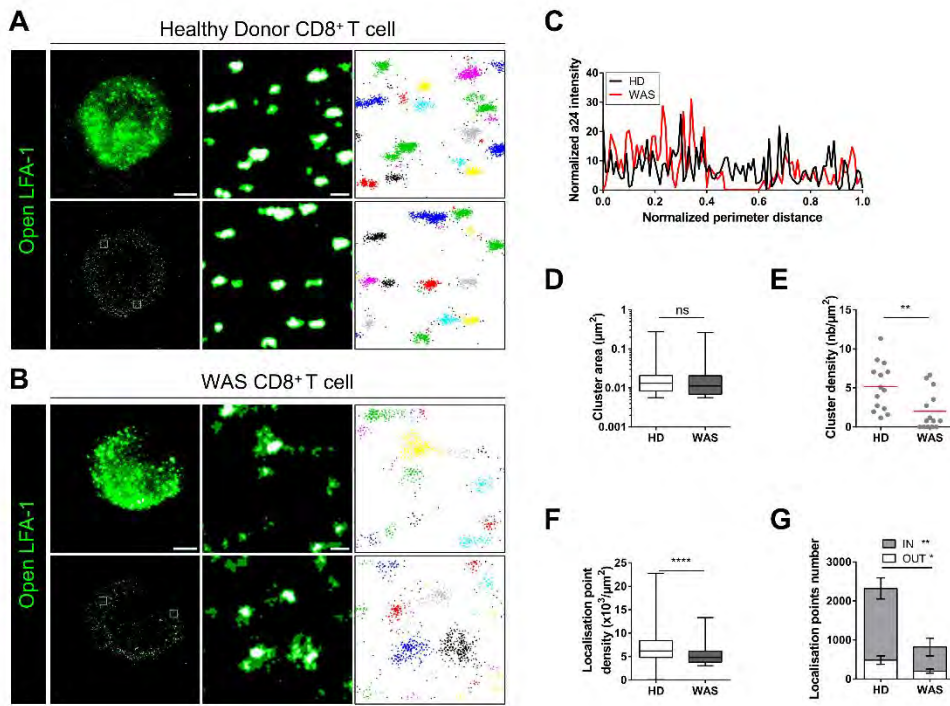 A
Healthy Donor CD8+ T cell
Open LFA-1
B
WAS CD8+ T cell
Open LFA-1
C
Normalized a24 intensity
40
30
20
10
0
HD
WAS
0.0 0.2 0.4 0.6 0.8 1.0
Normalized perimeter distance
D
Cluster area (µm²)
1
0.1
0.01
0.001
ns
HD WAS
E
Cluster density (nb/µm²)
15
10
5
0
**
HD WAS
F
Localisation point
density (x10³/µm²)
25
20
15
10
5
0
****
HD WAS
G
Localisation points number
3000
2000
1000
0
IN **
OUT *
HD WAS